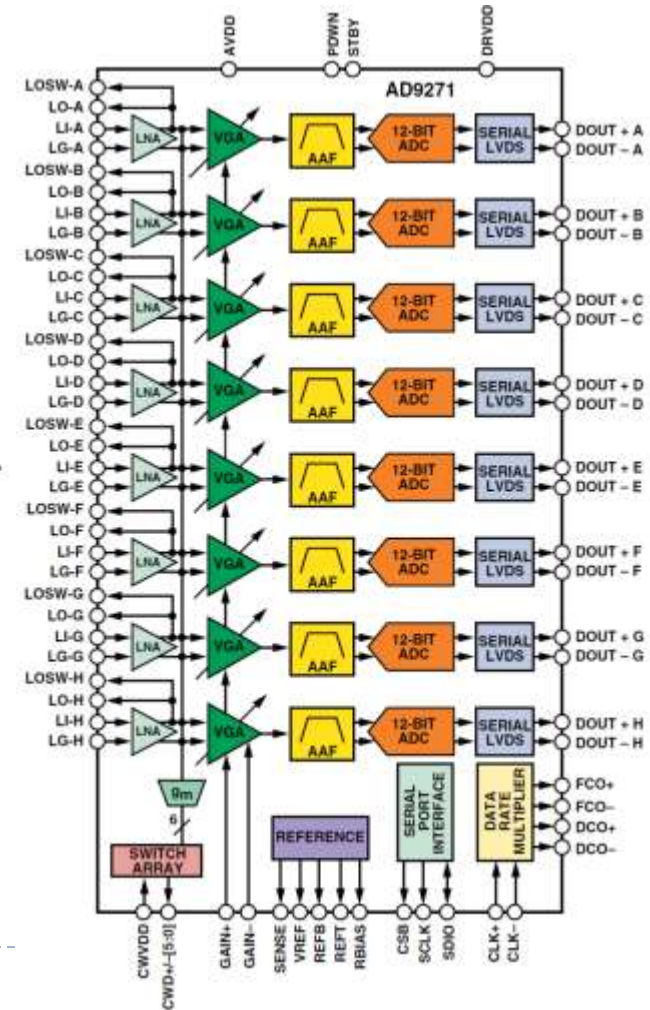 AVDD
PDWN
STBY
DRVDD
AD9271
LOSW-A
LO-A
LI-A
LG-A
LNA
VGA
AAF
12-BIT
ADC
SERIAL
LVDS
DOUT + A
DOUT – A
LOSW-B
LO-B
LI-B
LG-B
LNA
VGA
AAF
12-BIT
ADC
SERIAL
LVDS
DOUT + B
DOUT – B
LOSW-C
LO-C
LI-C
LG-C
LNA
VGA
AAF
12-BIT
ADC
SERIAL
LVDS
DOUT + C
DOUT – C
LOSW-D
LO-D
LI-D
LG-D
LNA
VGA
AAF
12-BIT
ADC
SERIAL
LVDS
DOUT + D
DOUT – D
LOSW-E
LO-E
LI-E
LG-E
LNA
VGA
AAF
12-BIT
ADC
SERIAL
LVDS
DOUT + E
DOUT – E
LOSW-F
LO-F
LI-F
LG-F
LNA
VGA
AAF
12-BIT
ADC
SERIAL
LVDS
DOUT + F
DOUT – F
LOSW-G
LO-G
LI-G
LG-G
LNA
VGA
AAF
12-BIT
ADC
SERIAL
LVDS
DOUT + G
DOUT – G
LOSW-H
LO-H
LI-H
LG-H
LNA
VGA
AAF
12-BIT
ADC
SERIAL
LVDS
DOUT + H
DOUT – H
gm
6
SWITCH
ARRAY
REFERENCE
SERIAL
PORT
INTERFACE
DATA
RATE
MULTIPLIER
FCO+
FCO–
DCO+
DCO–
CWVDD
CWD+/–[5:0]
GAIN+
GAIN–
SENSE
VREF
REFB
REFT
RBIAS
CSB
SCLK
SDIO
CLK+
CLK–